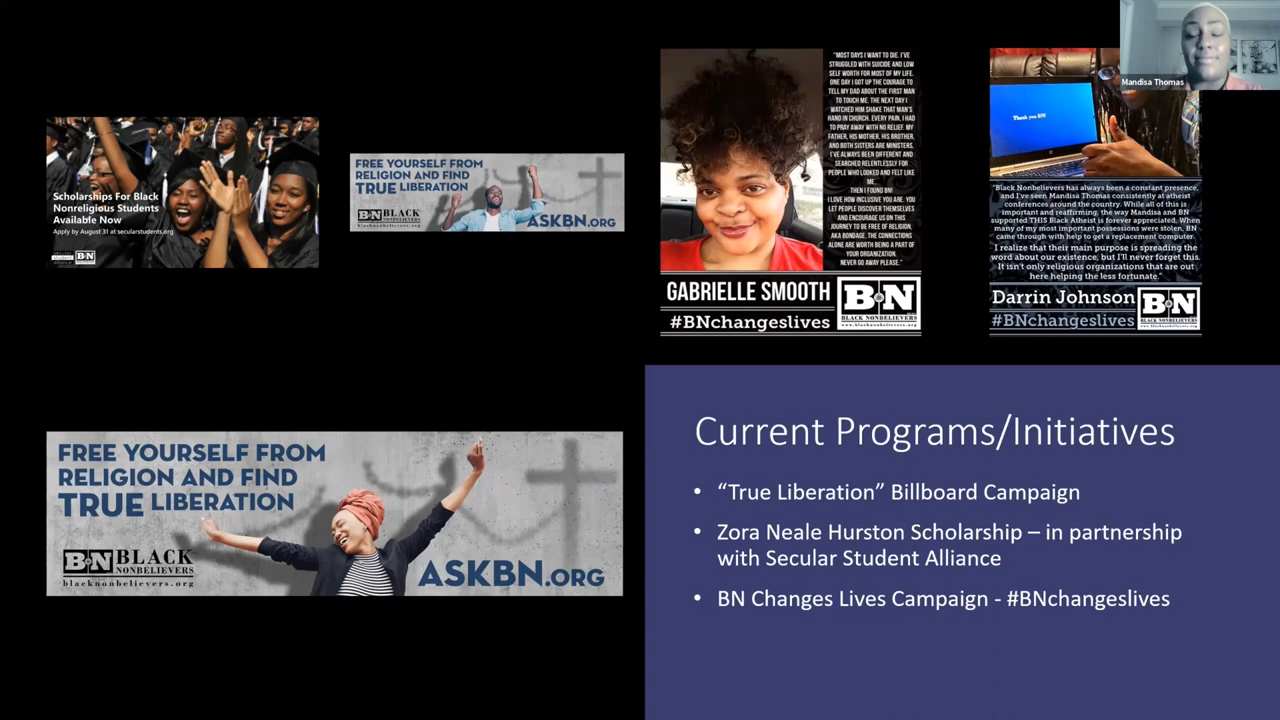 Scholarships For Black
Nonreligious Students
Available Now
Apply by August 31 at secularstudents.org
BN
FREE YOURSELF FROM
RELIGION AND FIND
TRUE LIBERATION
BN BLACK
NONBELIEVERS
blacknonbelievers.org
ASKBN.ORG
"MOST DAYS I WANT TO DIE. I'VE
STRUGGLED WITH SUICIDE AND LOW
SELF WORTH FOR MOST OF MY LIFE.
ONE DAY I GOT UP THE COURAGE TO
TELL MY DAD ABOUT THE FIRST MAN
TO TOUCH ME. THE NEXT DAY I
WATCHED HIM SHAKE THAT MAN'S
HAND IN CHURCH. EVERY PAIN, I HAD
TO PRAY AWAY WITH NO RELIEF. MY
FATHER, HIS MOTHER, HIS BROTHER,
AND BOTH SISTERS ARE MINISTERS.
I'VE ALWAYS BEEN DIFFERENT AND
SEARCHED RELENTLESSLY FOR
PEOPLE WHO LOOKED AND FELT LIKE
ME.
THEN I FOUND BN!
I LOVE HOW INCLUSIVE YOU ARE. YOU
LET PEOPLE DISCOVER THEMSELVES
AND ENCOURAGE US ON THIS
JOURNEY TO BE FREE OF RELIGION,
AKA BONDAGE. THE CONNECTIONS
ALONE ARE WORTH BEING A PART OF
YOUR ORGANIZATION.
NEVER GO AWAY PLEASE."
GABRIELLE SMOOTH
#BNchangeslives
BN
BLACK NONBELIEVERS
www.blacknonbelievers.org
Mandisa Thomas
Thank you BN!
"Black Nonbelievers has always been a constant presence,
and I've seen Mandisa Thomas consistently at atheist
conferences around the country. While all of this is
important and reaffirming, the way Mandisa and BN
supported THIS Black Atheist is forever appreciated. When
many of my most important possessions were stolen, BN
came through with help to get a replacement computer.
I realize that their main purpose is spreading the
word about our existence, but I'll never forget this.
It isn't only religious organizations that are out
here helping the less fortunate."
Darrin Johnson
#BNchangeslives
BN
BLACK NONBELIEVERS
www.blacknonbelievers.org
FREE YOURSELF FROM
RELIGION AND FIND
TRUE LIBERATION
BN BLACK
NONBELIEVERS
blacknonbelievers.org
ASKBN.ORG
Current Programs/Initiatives
• “True Liberation” Billboard Campaign
• Zora Neale Hurston Scholarship – in partnership
with Secular Student Alliance
• BN Changes Lives Campaign - #BNchangeslives